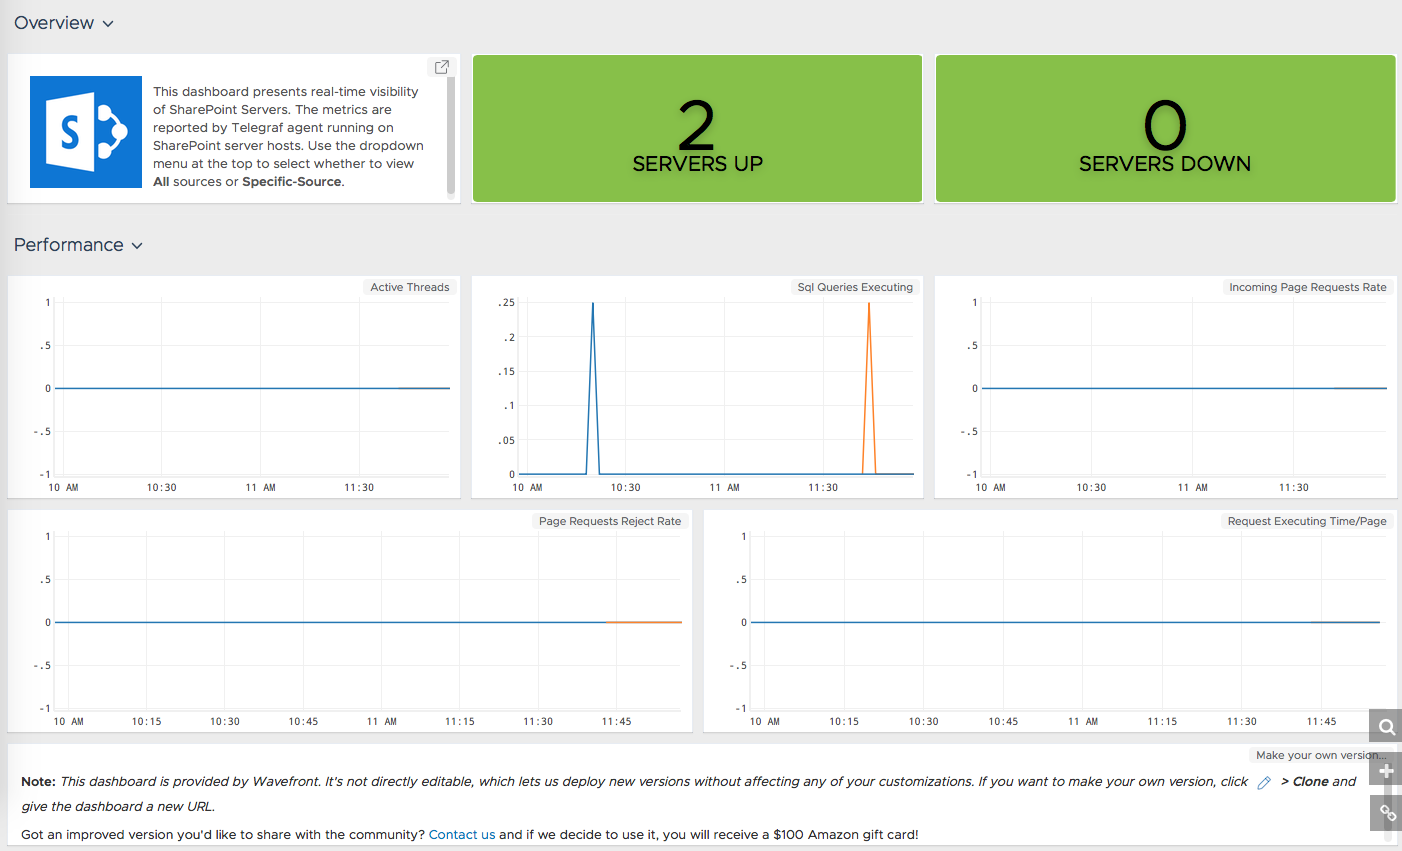 Overview
This dashboard presents real-time visibility
of SharePoint Servers. The metrics are
reported by Telegraf agent running on
SharePoint server hosts. Use the dropdown
menu at the top to select whether to view
All sources or Specific-Source.
S
2
SERVERS UP
0
SERVERS DOWN
Performance
Active Threads
1
.5
0
-.5
-1
10 AM 10:30 11 AM 11:30
Sql Queries Executing
.25
.2
.15
.1
.05
0
10 AM 10:30 11 AM 11:30
Incoming Page Requests Rate
1
.5
0
-.5
-1
10 AM 10:30 11 AM 11:30
Page Requests Reject Rate
1
.5
0
-.5
-1
10 AM 10:15 10:30 10:45 11 AM 11:15 11:30 11:45
Request Executing Time/Page
1
.5
0
-.5
-1
10 AM 10:15 10:30 10:45 11 AM 11:15 11:30 11:45
Make your own version...
Note: This dashboard is provided by Wavefront. It's not directly editable, which lets us deploy new versions without affecting any of your customizations. If you want to make your own version, click > Clone and
give the dashboard a new URL.
Got an improved version you'd like to share with the community? Contact us and if we decide to use it, you will receive a $100 Amazon gift card!